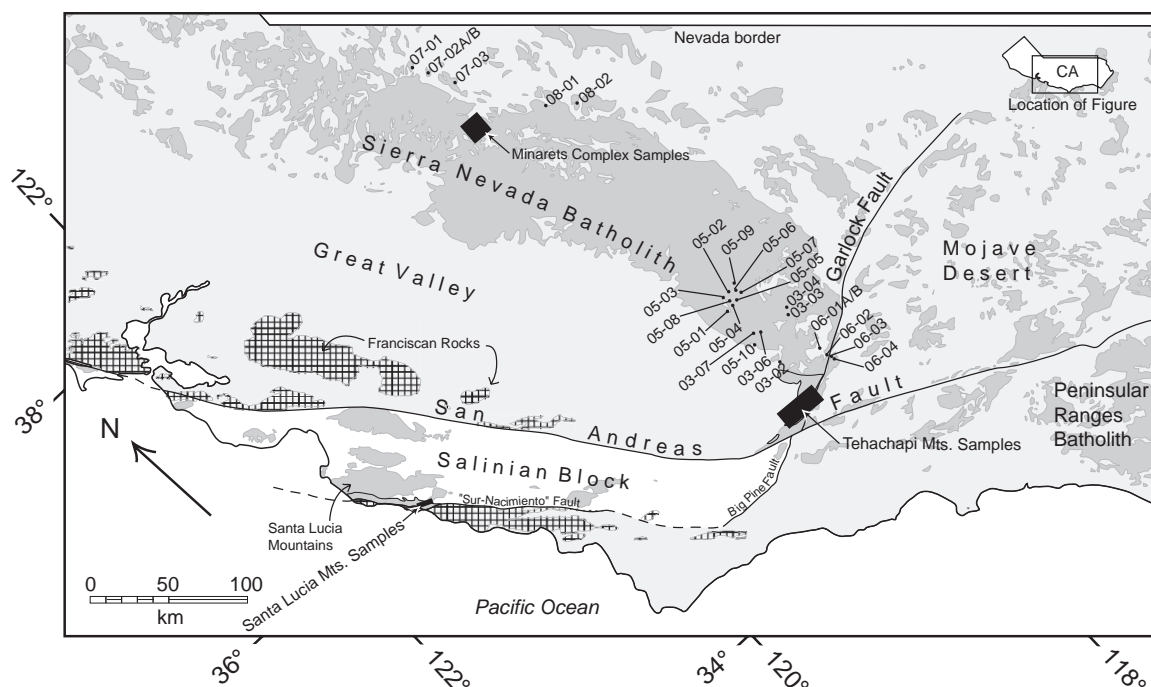 Nevada border
CA
Location of Figure
07-01
07-02A/B
07-03
08-01
08-02
Minarets Complex Samples
Sierra Nevada Batholith
Great Valley
Garlock Fault
Mojave
Desert
05-02
05-09
05-06
05-07
05-05
03-04
03-03
06-01A/B
06-02
06-03
06-04
05-03
05-08
05-01
05-04
03-07
05-10
03-06
03-02
Franciscan Rocks
San Andreas Fault
Peninsular
Ranges
Batholith
Tehachapi Mts. Samples
Salinian Block
Big Pine Fault
"Sur-Nacimiento" Fault
Santa Lucia
Mountains
Santa Lucia Mts. Samples
N
0 50 100
km
Pacific Ocean
122°
38°
36°
122°
34°
120°
118°